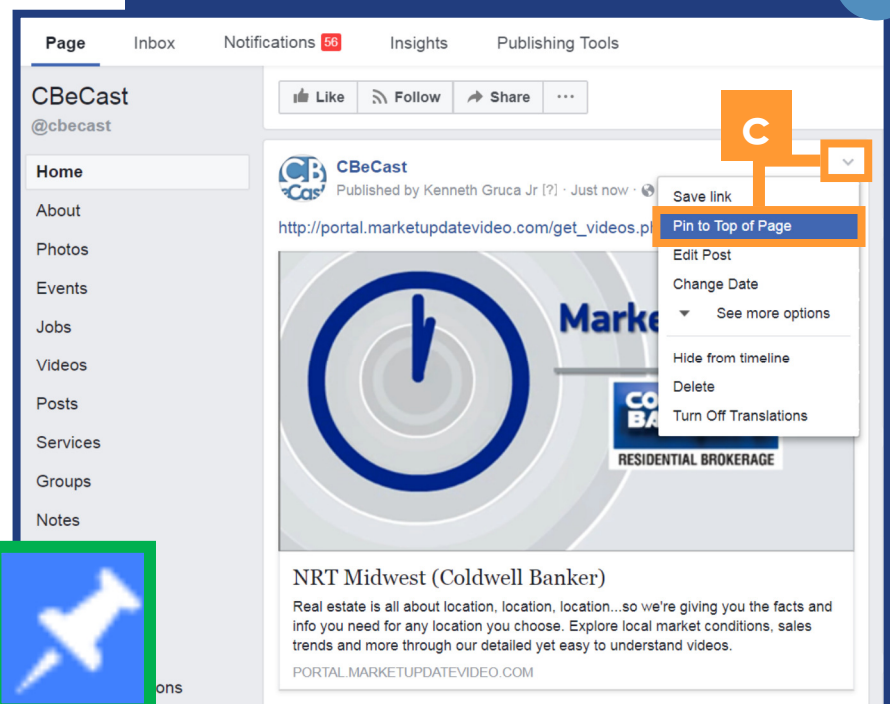 Page Inbox Notifications 56 Insights Publishing Tools
CBeCast
@cbecast
Home
About
Photos
Events
Jobs
Videos
Posts
Services
Groups
Notes
ons
Like Follow Share ...
C
CB
eCas
CBeCast
Published by Kenneth Gruca Jr [?] · Just now ·
http://portal.marketupdatevideo.com/get_videos.p
Save link
Pin to Top of Page
Edit Post
Change Date
See more options
Hide from timeline
Delete
Turn Off Translations
Marke
CO
BA
RESIDENTIAL BROKERAGE
NRT Midwest (Coldwell Banker)
Real estate is all about location, location, location...so we're giving you the facts and
info you need for any location you choose. Explore local market conditions, sales
trends and more through our detailed yet easy to understand videos.
PORTAL.MARKETUPDATEVIDEO.COM